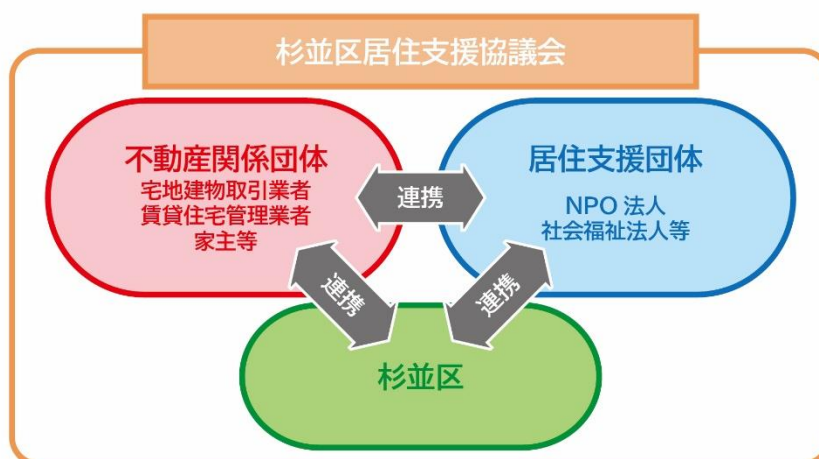 杉並区居住支援協議会
不動産関係団体
宅地建物取引業者
賃貸住宅管理業者
家主等
連携
居住支援団体
NPO 法人
社会福祉法人等
連携
連携
杉並区